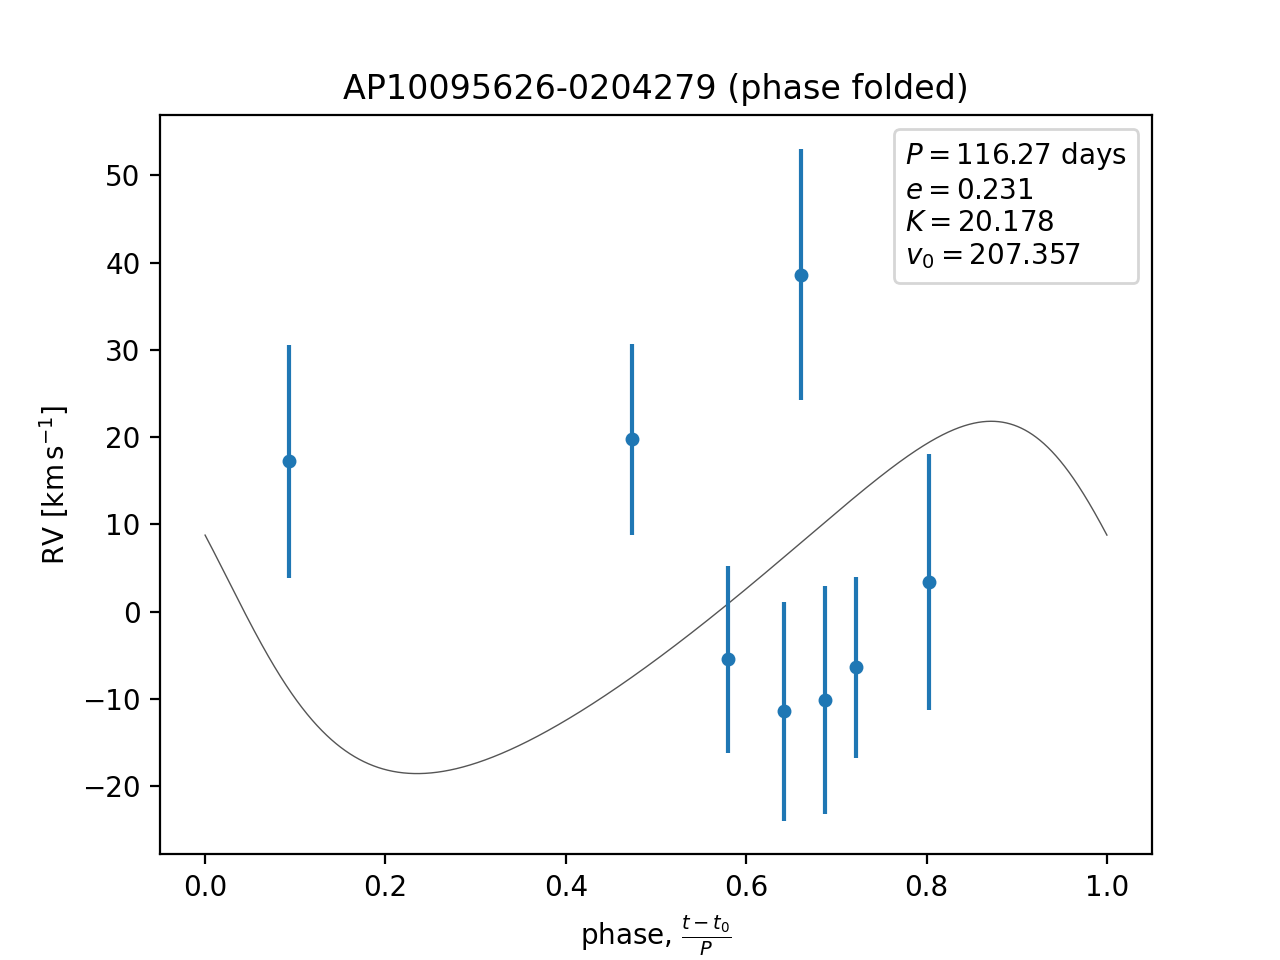 AP10095626-0204279 (phase folded)
P = 116.27 days
e = 0.231
K = 20.178
v₀ = 207.357
50
40
30
20
10
0
−10
−20
RV [km s⁻¹]
0.0 0.2 0.4 0.6 0.8 1.0
phase, (t − t₀)/P